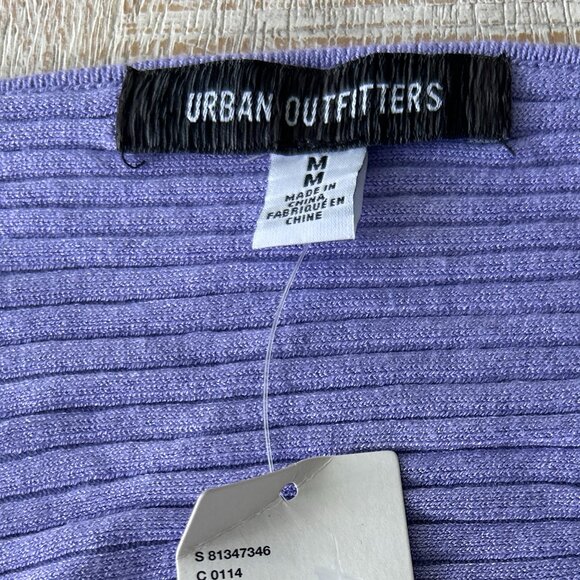 URBAN OUTFITTERS
M
M
MADE IN
CHINA
FABRIQUE EN
CHINE
S 81347346
C 0114